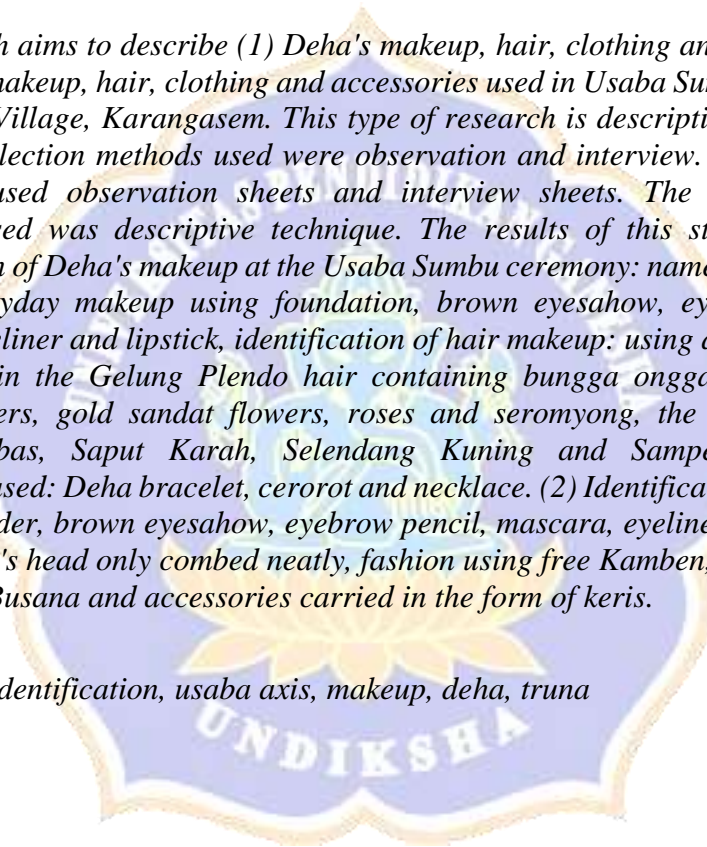 h aims to describe (1) Deha's makeup, hair, clothing an
makeup, hair, clothing and accessories used in Usaba Sum
Village, Karangasem. This type of research is descripti
llection methods used were observation and interview.
used observation sheets and interview sheets. The
ed was descriptive technique. The results of this st
n of Deha's makeup at the Usaba Sumbu ceremony: name
yday makeup using foundation, brown eyesahow, ey
eliner and lipstick, identification of hair makeup: using a
in the Gelung Plendo hair containing bungga ongga
ers, gold sandat flowers, roses and seromyong, the
bas, Saput Karah, Selendang Kuning and Sampe
used: Deha bracelet, cerorot and necklace. (2) Identifica
der, brown eyesahow, eyebrow pencil, mascara, eyeline
's head only combed neatly, fashion using free Kamben,
Busana and accessories carried in the form of keris.
dentification, usaba axis, makeup, deha, truna
UNDIKSHA